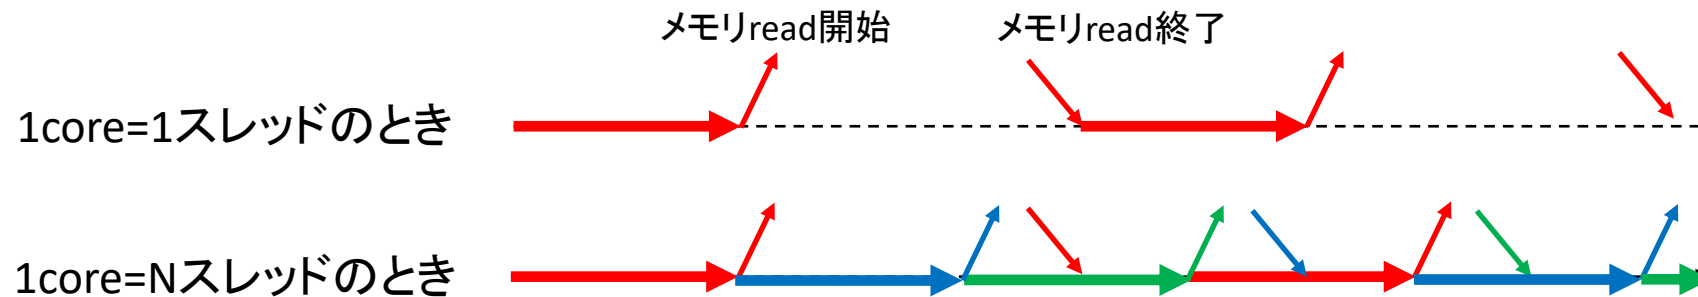 メモリread開始 メモリread終了
1core=1スレッドのとき
1core=Nスレッドのとき